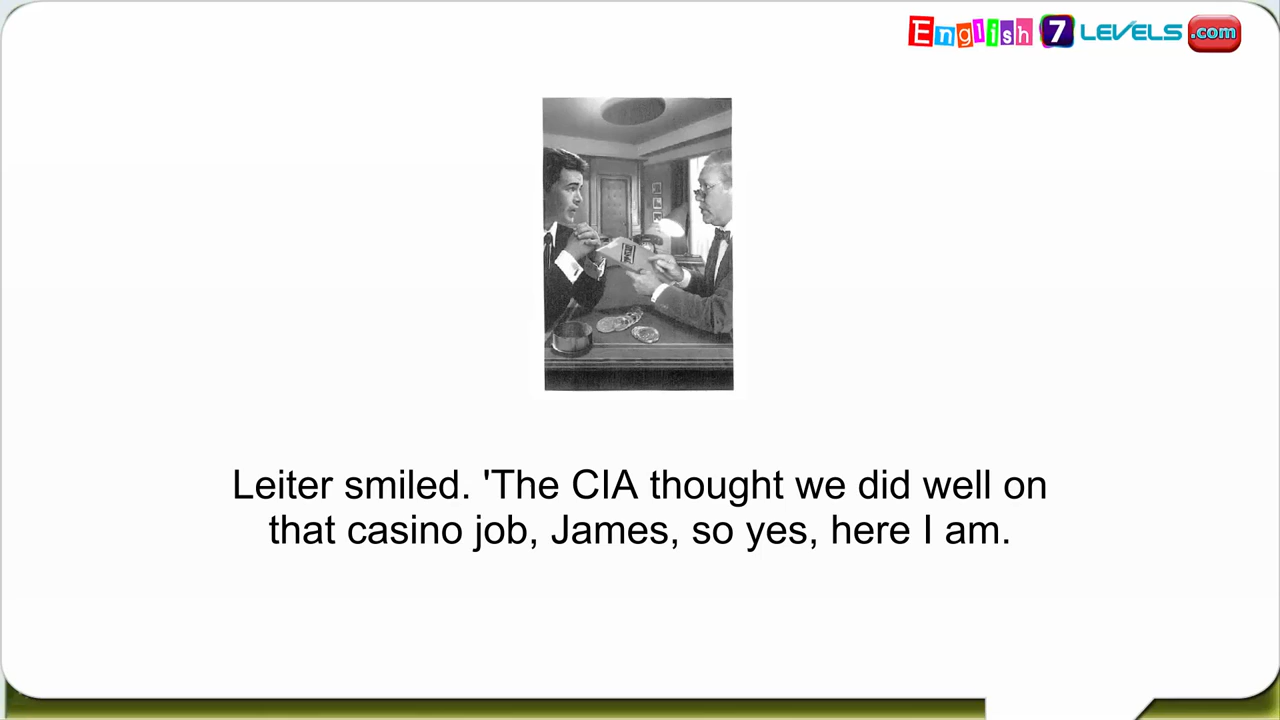 English 7 LEVELS .com
Leiter smiled. 'The CIA thought we did well on
that casino job, James, so yes, here I am.